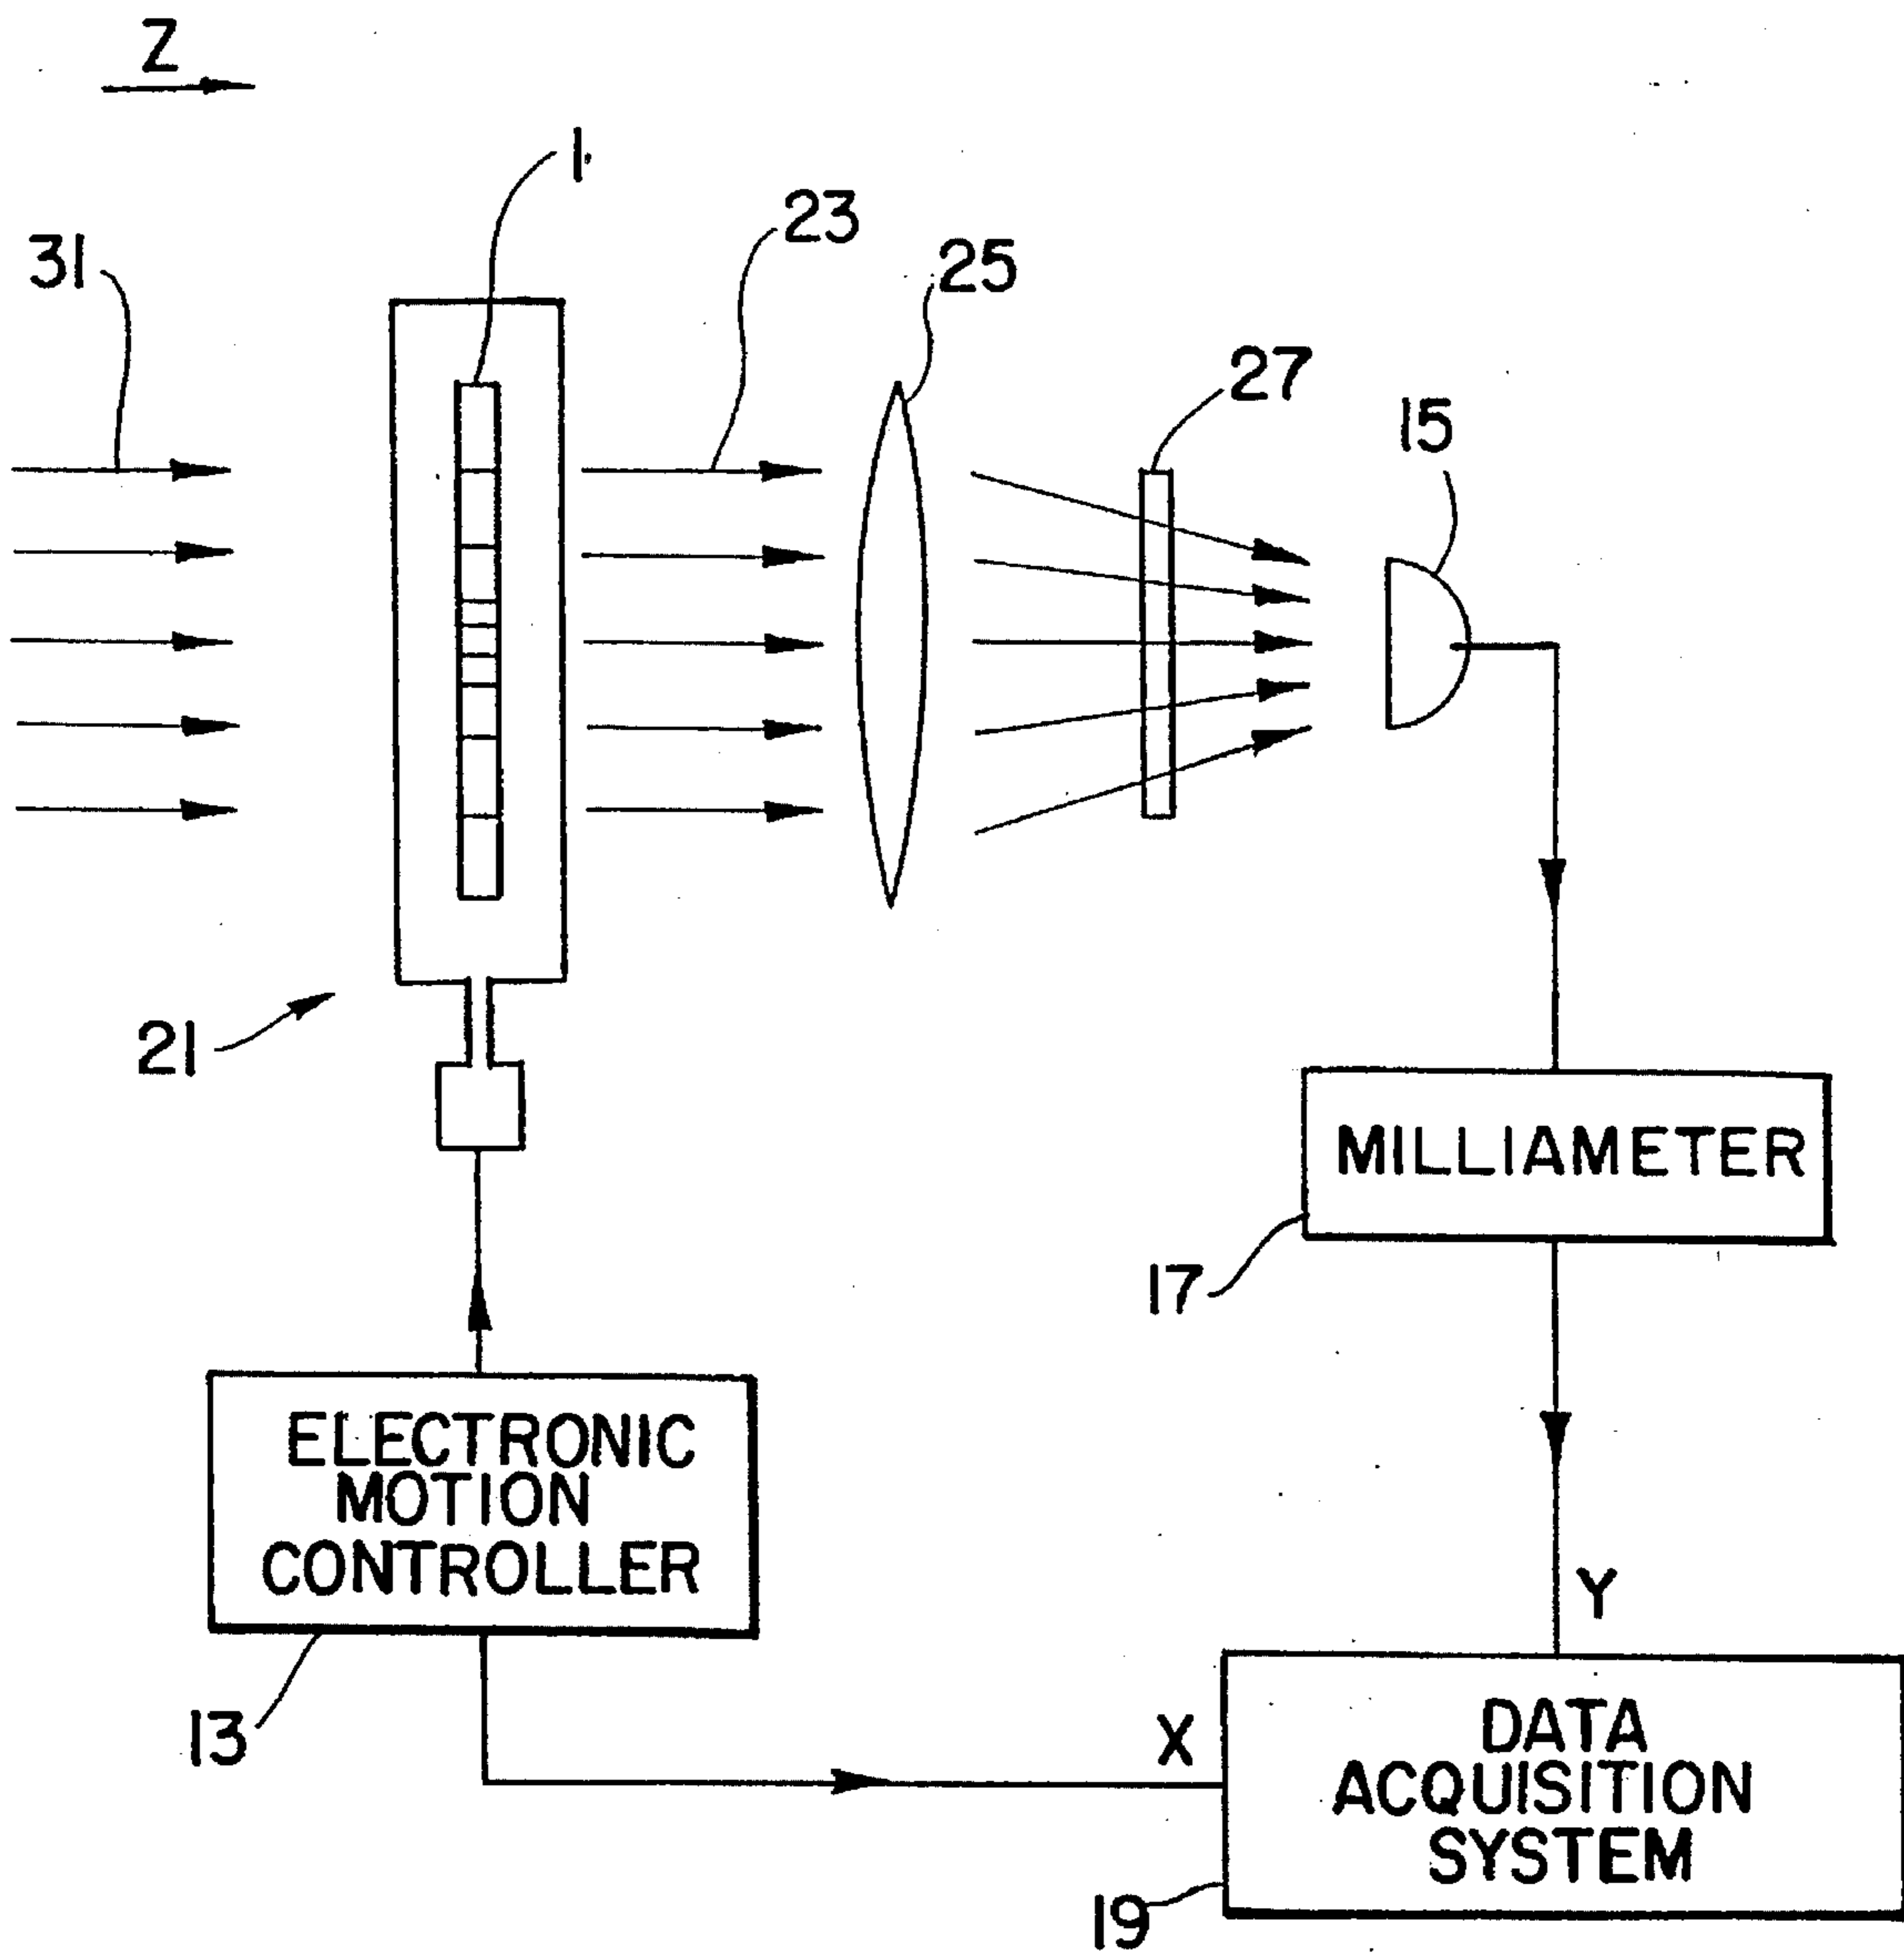 Z
1
23
31
25
27
15
21
MILLIAMETER
17
ELECTRONIC
MOTION
CONTROLLER
13
Y
X
DATA
ACQUISITION
SYSTEM
19